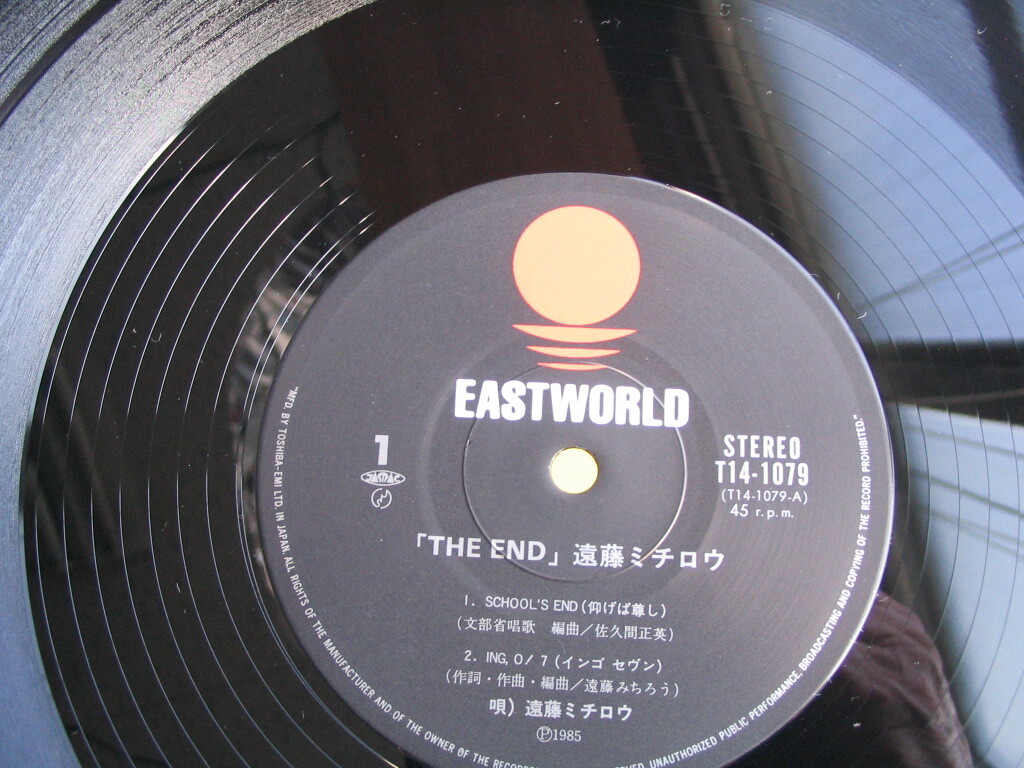 EASTWORLD
1
JASRAC
STEREO
T14-1079
(T14-1079-A)
45 r.p.m.
「THE END」遠藤ミチロウ
1. SCHOOL'S END(仰げば尊し)
(文部省唱歌 編曲/佐久間正英)
2. ING, O/7(インゴ セヴン)
(作詞・作曲・編曲/遠藤みちろう)
唄)遠藤ミチロウ
Ⓟ1985
"MFD. BY TOSHIBA-EMI LTD. IN JAPAN. ALL RIGHTS OF THE MANUFACTURER AND OF THE OWNER OF THE UNAUTHORIZED PUBLIC PERFORMANCE, BROADCASTING AND COPYING OF THE RECORD PROHIBITED."